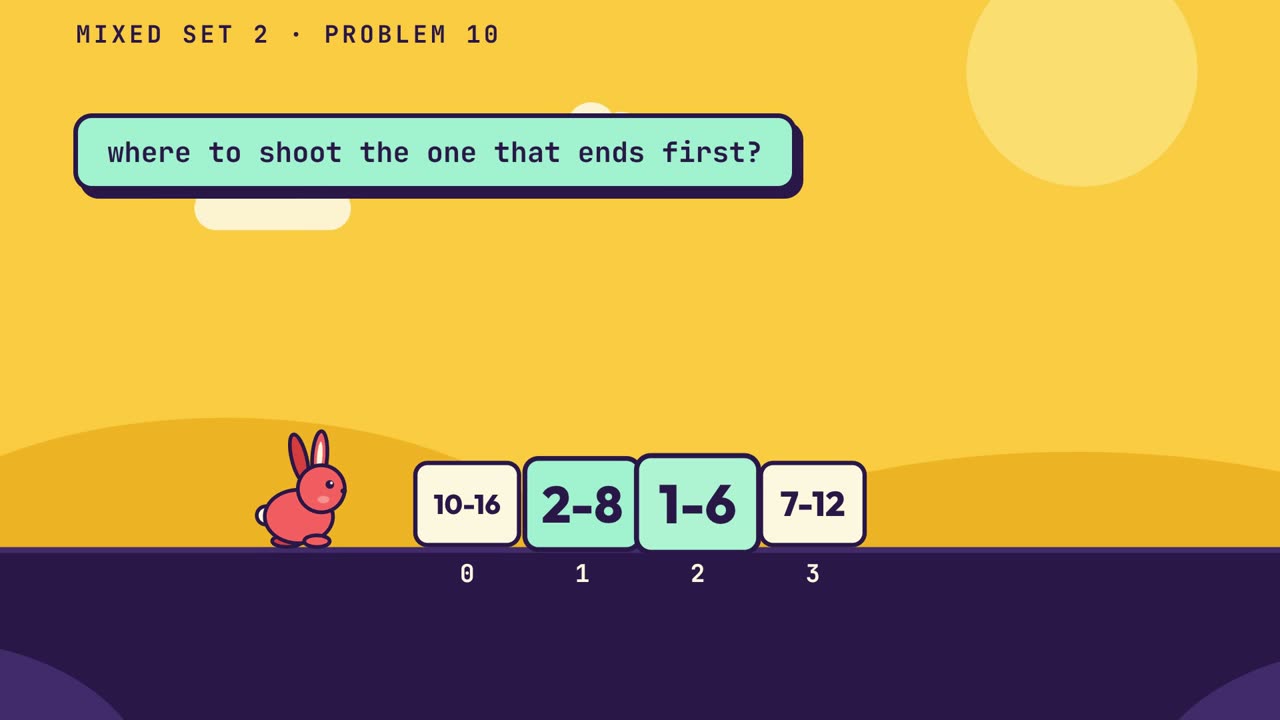 MIXED SET 2 · PROBLEM 10
where to shoot the one that ends first?
10-16 2-8 1-6 7-12
0 1 2 3